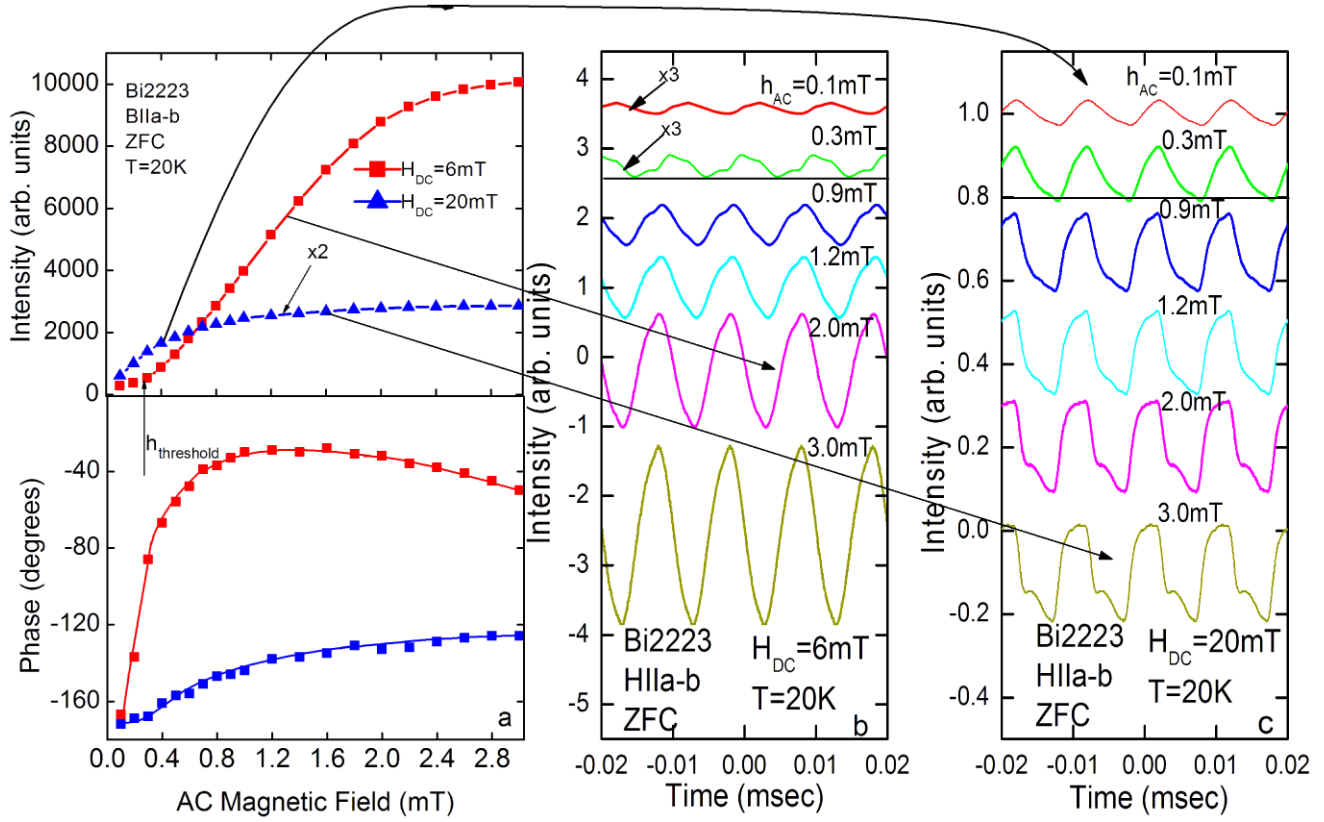 Intensity (arb. units)
10000
8000
6000
4000
2000
0
Bi2223
BIIa-b
ZFC
T=20K
H_DC=6mT
H_DC=20mT
x2
h_threshold
Phase (degrees)
-40
-80
-120
-160
a
0.0 0.4 0.8 1.2 1.6 2.0 2.4 2.8
AC Magnetic Field (mT)
Intensity (arb. units)
4
3
2
1
0
-1
-2
-3
-4
-5
x3
h_AC=0.1mT
x3
0.3mT
0.9mT
1.2mT
2.0mT
3.0mT
Bi2223
HIIa-b
ZFC
H_DC=6mT
T=20K
b
-0.02 -0.01 0.00 0.01 0.02
Time (msec)
Intensity (arb. units)
1.0
0.8
0.6
0.4
0.2
0.0
-0.2
-0.4
h_AC=0.1mT
0.3mT
0.9mT
1.2mT
2.0mT
3.0mT
Bi2223
HIIa-b
ZFC
H_DC=20mT
T=20K
c
-0.02 -0.01 0.00 0.01 0.02
Time (msec)